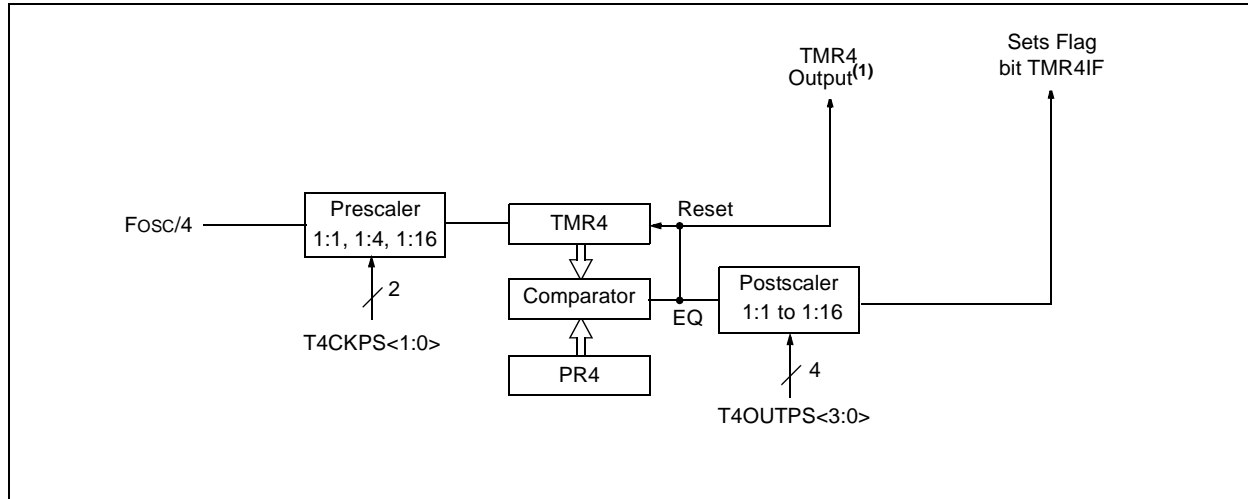 TMR4
Output(1)
Sets Flag
bit TMR4IF
FOSC/4
Prescaler
1:1, 1:4, 1:16
TMR4
Reset
2
T4CKPS<1:0>
Comparator
EQ
Postscaler
1:1 to 1:16
PR4
4
T4OUTPS<3:0>